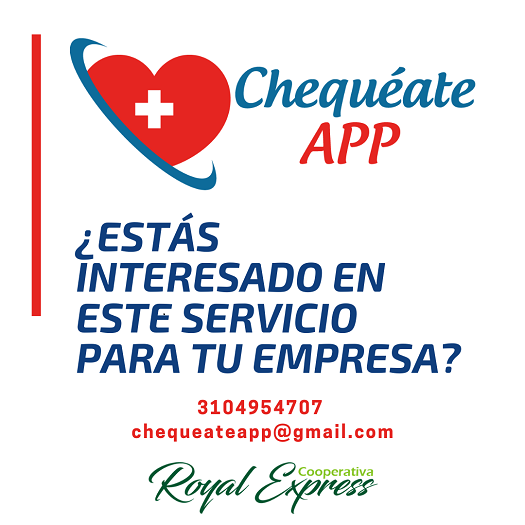 Chequéate
APP
¿ESTÁS
INTERESADO EN
ESTE SERVICIO
PARA TU EMPRESA?
3104954707
chequeateapp@gmail.com
Cooperativa
Royal Express